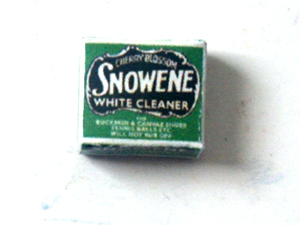 CHERRY BLOSSOM
SNOWENE
WHITE CLEANER
FOR
BUCKSKIN & CANVAS SHOES
TENNIS BALLS ETC
WILL NOT RUB OFF